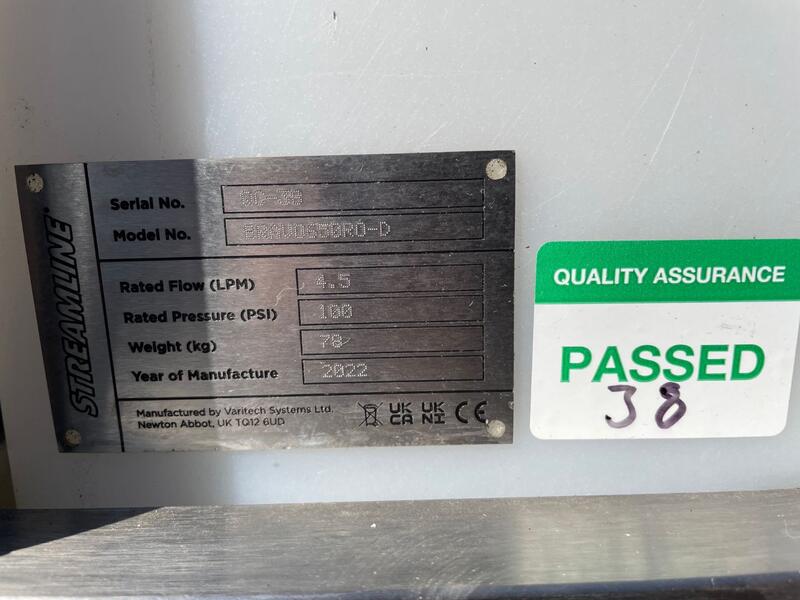 STREAMLINE
Serial No.
Model No.
Rated Flow (LPM) 4.5
Rated Pressure (PSI) 100
Weight (kg) 78
Year of Manufacture 2022
Manufactured by Varitech Systems Ltd.
Newton Abbot, UK TQ12 6UD
UK UK
CA NI
CE
QUALITY ASSURANCE
PASSED
38